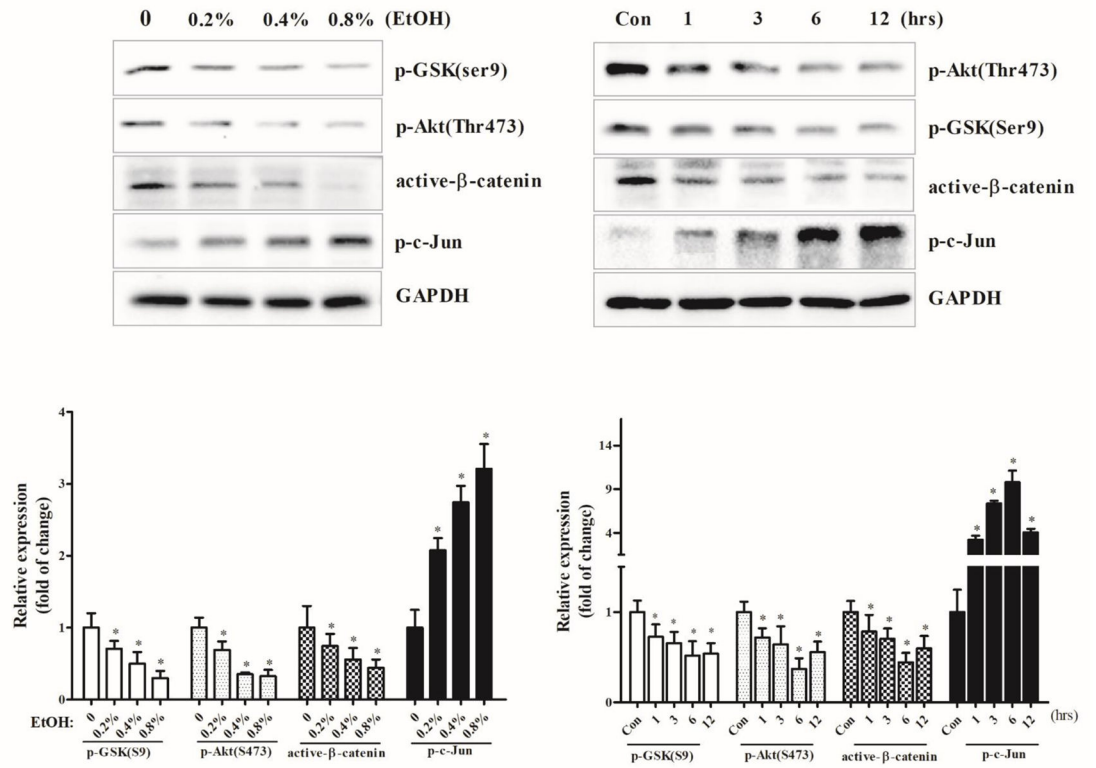 0 0.2% 0.4% 0.8% (EtOH)
p-GSK(ser9)
p-Akt(Thr473)
active-β-catenin
p-c-Jun
GAPDH
Con 1 3 6 12 (hrs)
p-Akt(Thr473)
p-GSK(Ser9)
active-β-catenin
p-c-Jun
GAPDH
Relative expression
(fold of change)
4
3
2
1
0
* * * * * * * * * * * *
EtOH: 0 0.2% 0.4% 0.8% 0 0.2% 0.4% 0.8% 0 0.2% 0.4% 0.8% 0 0.2% 0.4% 0.8%
p-GSK(S9) p-Akt(S473) active-β-catenin p-c-Jun
Relative expression
(fold of change)
14
9
4
1
0
* * * * * * * * * * * * * * * *
Con 1 3 6 12 Con 1 3 6 12 Con 1 3 6 12 Con 1 3 6 12 (hrs)
p-GSK(S9) p-Akt(S473) active-β-catenin p-c-Jun